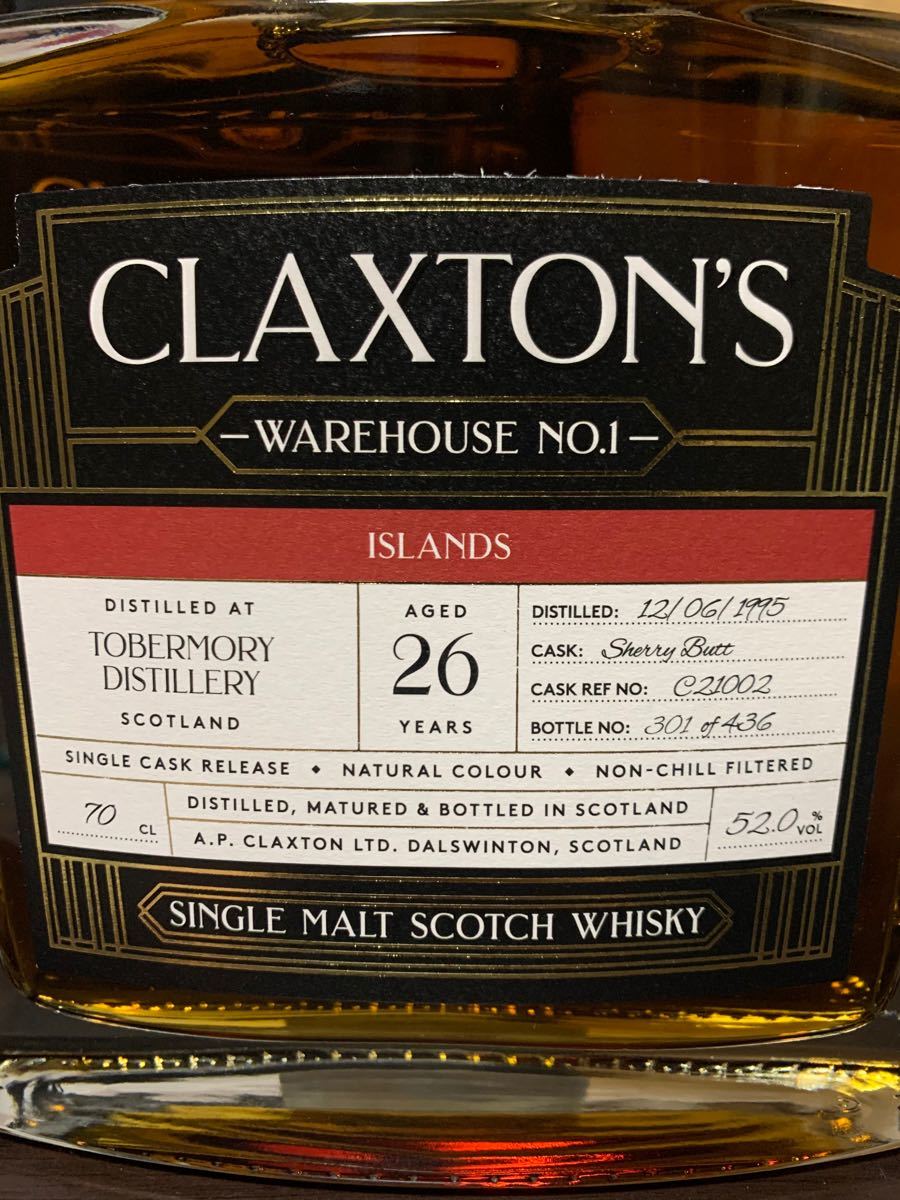 CLAXTON'S
–WAREHOUSE NO.1–
ISLANDS
DISTILLED AT
TOBERMORY
DISTILLERY
SCOTLAND
AGED
26
YEARS
DISTILLED: 12/06/1995
CASK: Sherry Butt
CASK REF NO: C21002
BOTTLE NO: 301 of 436
SINGLE CASK RELEASE ♦ NATURAL COLOUR ♦ NON-CHILL FILTERED
70 CL
DISTILLED, MATURED & BOTTLED IN SCOTLAND
A.P. CLAXTON LTD. DALSWINTON, SCOTLAND
52.0 % VOL
SINGLE MALT SCOTCH WHISKY